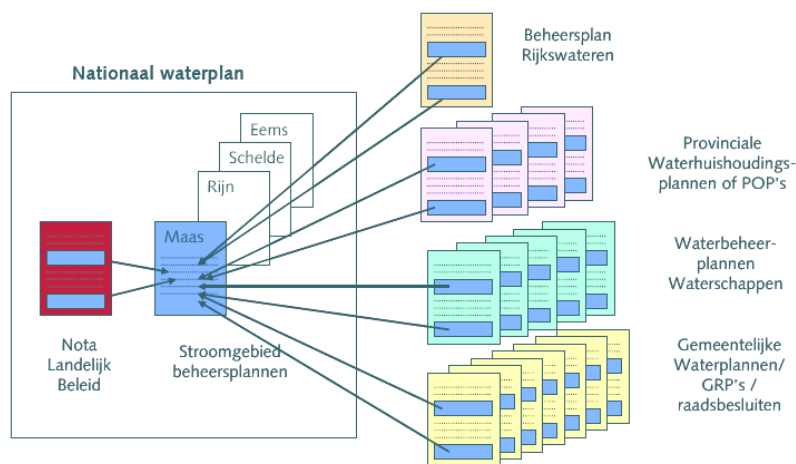 Nationaal waterplan
Eems
Schelde
Rijn
Maas
Nota
Landelijk
Beleid
Stroomgebied
beheersplannen
Beheersplan
Rijkswateren
Provinciale
Waterhuishoudings-
plannen of POP's
Waterbeheer-
plannen
Waterschappen
Gemeentelijke
Waterplannen/
GRP's /
raadsbesluiten